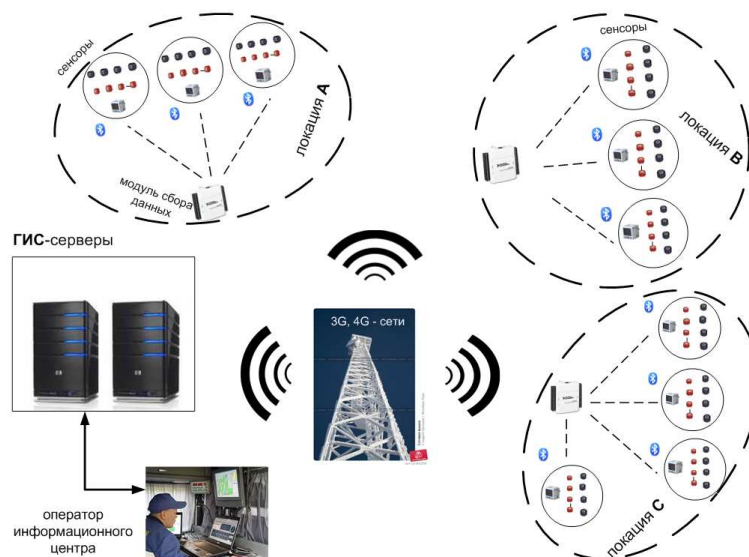 сенсоры
локация A
модуль сбора
данных
сенсоры
локация B
ГИС-серверы
3G, 4G - сети
оператор
информационного
центра
локация C